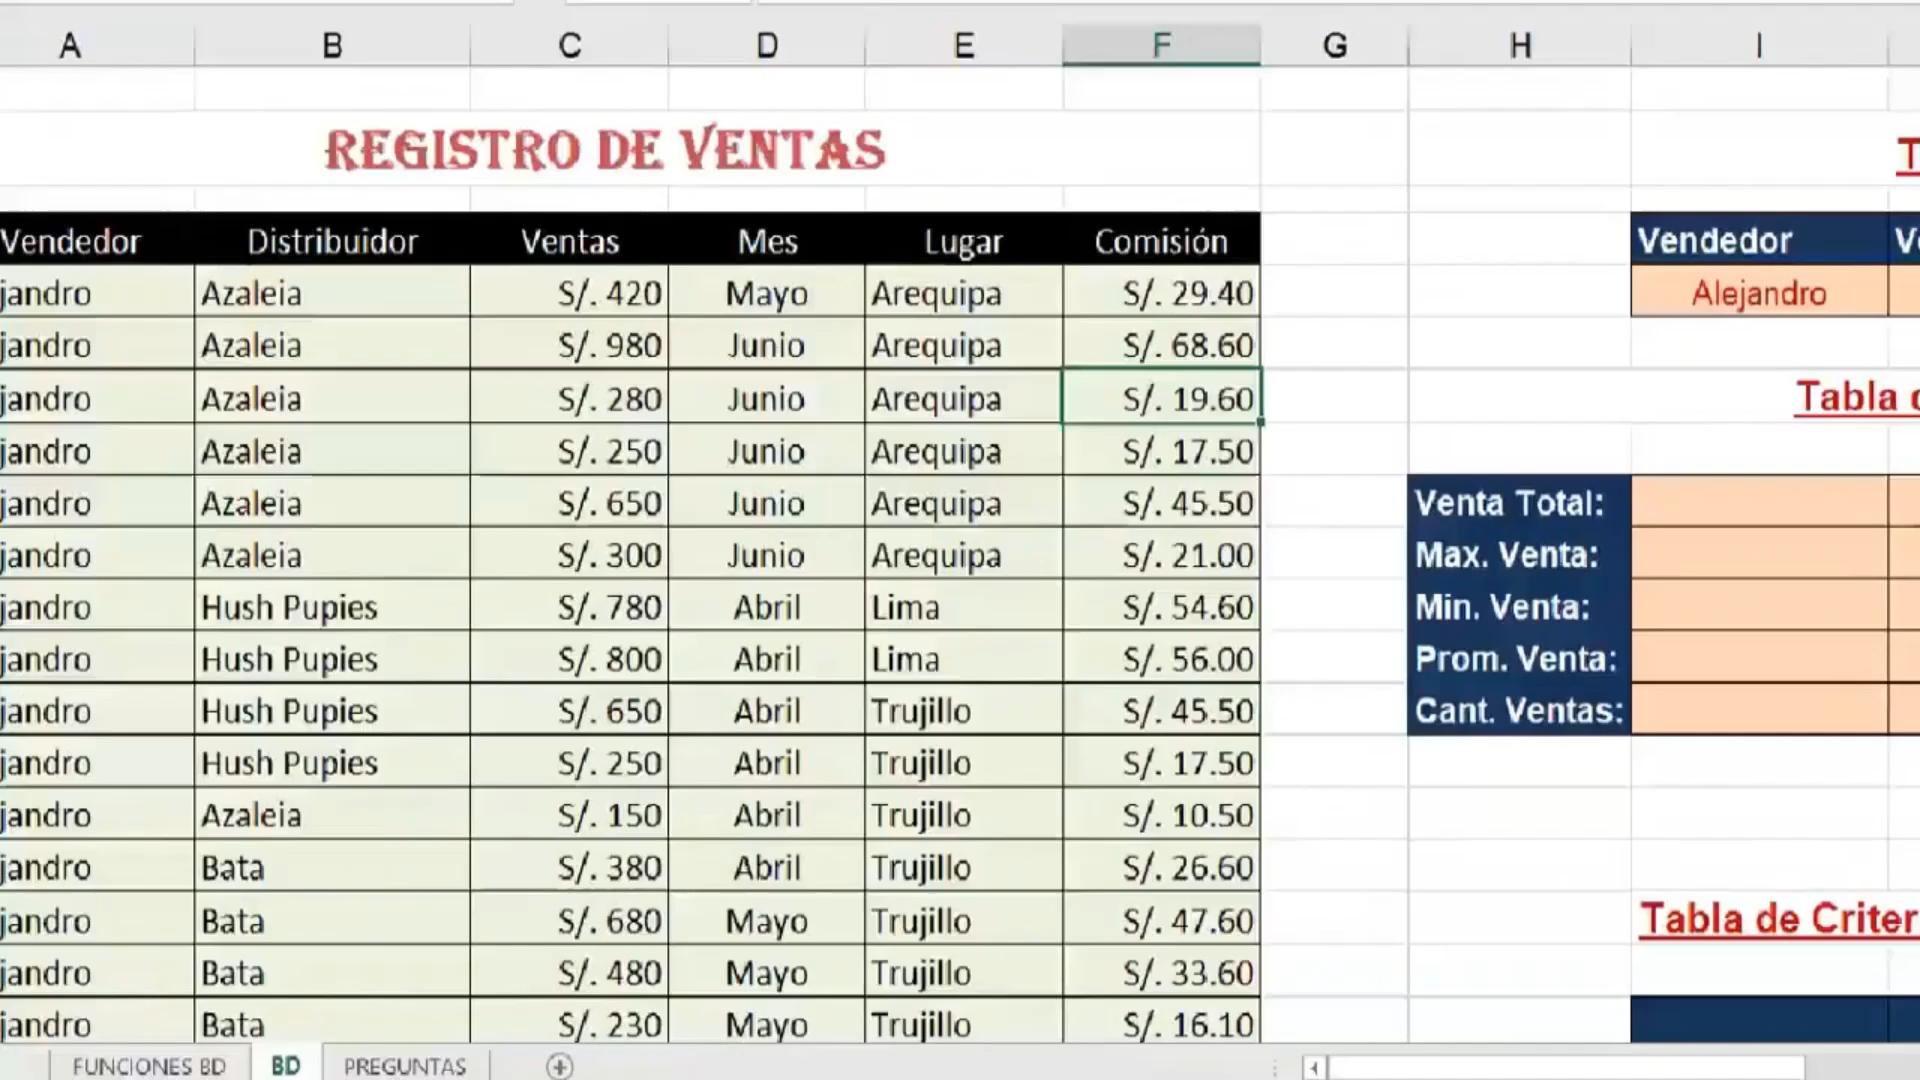 A B C D E F G H I
REGISTRO DE VENTAS
Vendedor Distribuidor Ventas Mes Lugar Comisión Vendedor
jandro Azaleia S/. 420 Mayo Arequipa S/. 29.40 Alejandro
jandro Azaleia S/. 980 Junio Arequipa S/. 68.60
jandro Azaleia S/. 280 Junio Arequipa S/. 19.60 Tabla
jandro Azaleia S/. 250 Junio Arequipa S/. 17.50
jandro Azaleia S/. 650 Junio Arequipa S/. 45.50 Venta Total:
jandro Azaleia S/. 300 Junio Arequipa S/. 21.00 Max. Venta:
jandro Hush Pupies S/. 780 Abril Lima S/. 54.60 Min. Venta:
jandro Hush Pupies S/. 800 Abril Lima S/. 56.00 Prom. Venta:
jandro Hush Pupies S/. 650 Abril Trujillo S/. 45.50 Cant. Ventas:
jandro Hush Pupies S/. 250 Abril Trujillo S/. 17.50
jandro Azaleia S/. 150 Abril Trujillo S/. 10.50
jandro Bata S/. 380 Abril Trujillo S/. 26.60
jandro Bata S/. 680 Mayo Trujillo S/. 47.60 Tabla de Criter
jandro Bata S/. 480 Mayo Trujillo S/. 33.60
jandro Bata S/. 230 Mayo Trujillo S/. 16.10
FUNCIONES BD BD PREGUNTAS